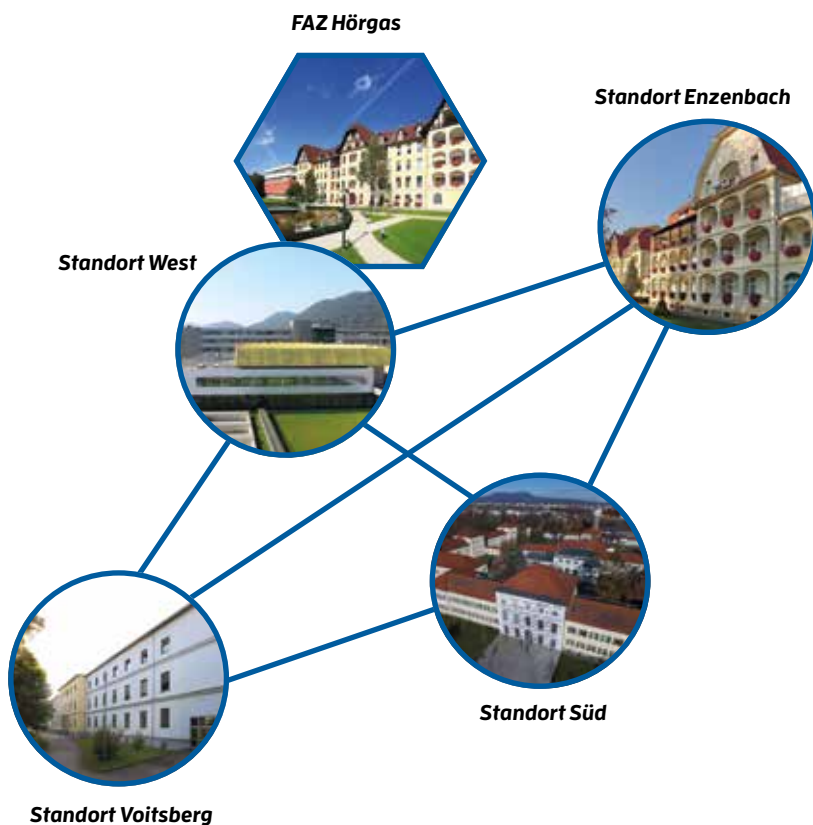 FAZ Hörgas
Standort Enzenbach
Standort West
Standort Süd
Standort Voitsberg